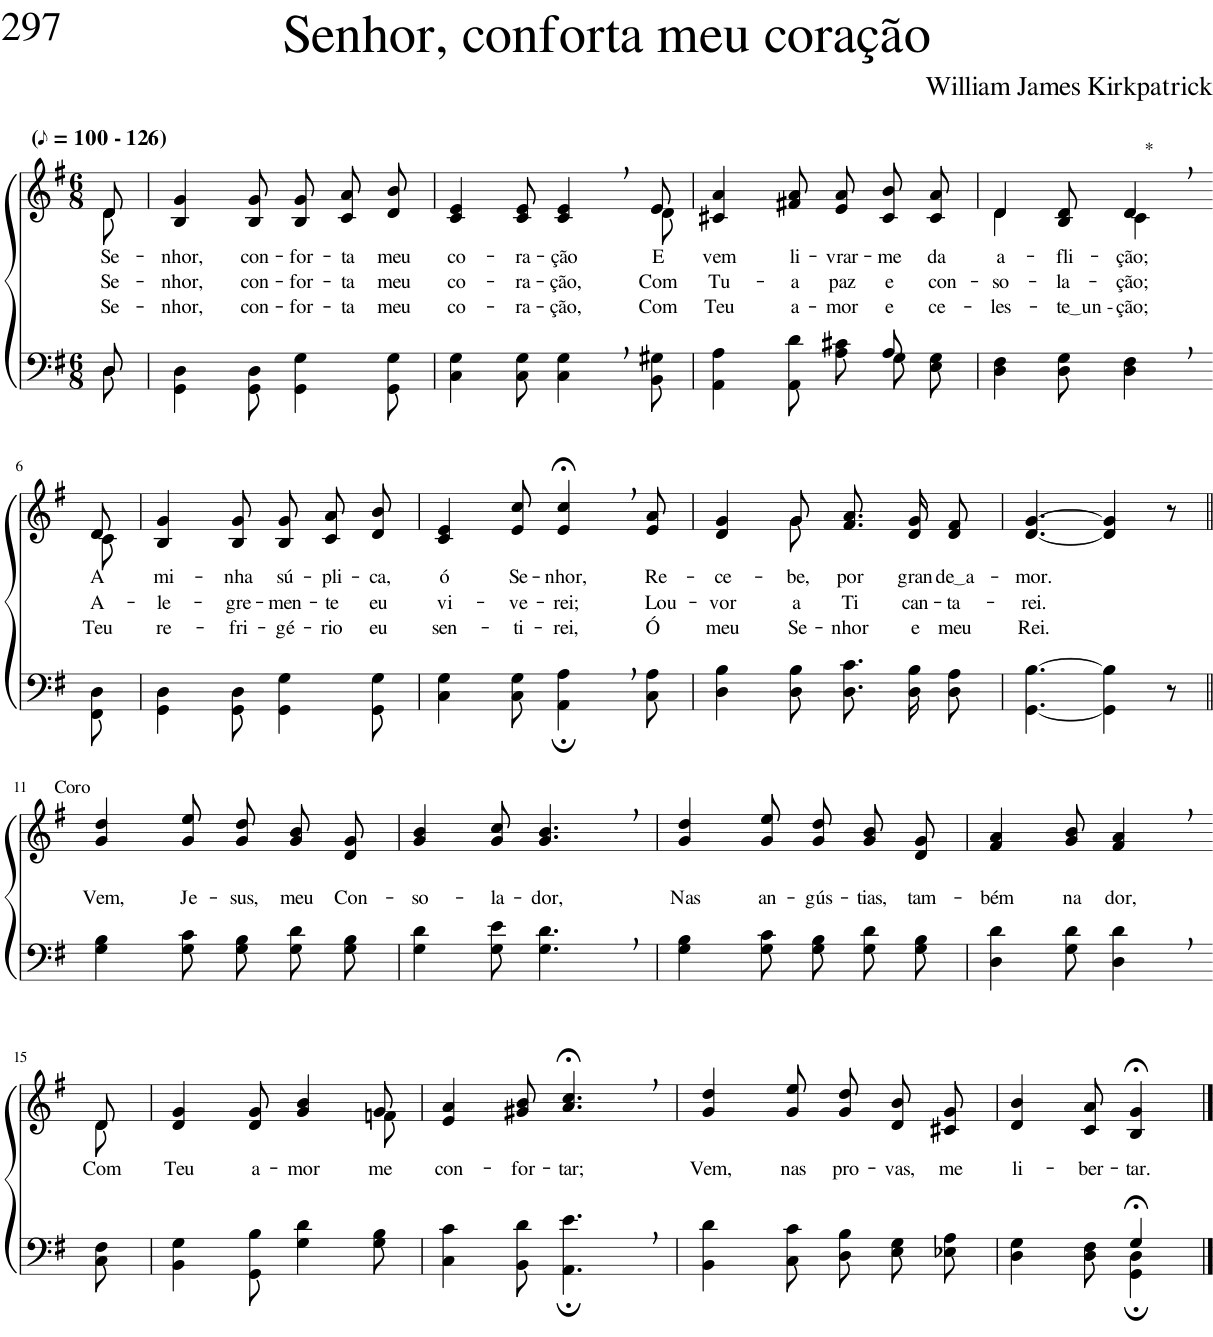 297
Senhor, conforta meu coração
William James Kirkpatrick
(♪ = 100 - 126)
*
Se - nhor, con - for - ta meu co - ra - ção E vem li - vrar - me da a - fli - ção;
Se - nhor, con - for - ta meu co - ra - ção, Com Tu - a paz e con - so - la - ção;
Se - nhor, con - for - ta meu co - ra - ção, Com Teu a - mor e ce - les - te‿un - ção;
6
A mi - nha sú - pli - ca, ó Se - nhor, Re - ce - be, por gran de‿a - mor.
A - le - gre - men - te eu vi - ve - rei; Lou - vor a Ti can - ta - rei.
Teu re - fri - gé - rio eu sen - ti - rei, Ó meu Se - nhor e meu Rei.
11
Coro
Vem, Je - sus, meu Con - so - la - dor, Nas an - gús - tias, tam - bém na dor,
15
Com Teu a - mor me con - for - tar; Vem, nas pro - vas, me li - ber - tar.